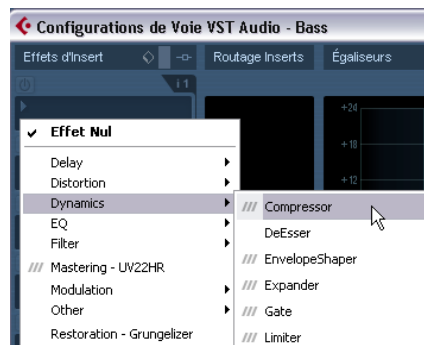 Configurations de Voie VST Audio - Bass
Effets d'Insert
Routage Inserts
Égaliseurs
i1
+24
+18
+12
✓ Effet Nul
Delay
Distortion
Dynamics
EQ
Filter
/// Mastering - UV22HR
Modulation
Other
Restoration - Grungelizer
/// Compressor
DeEsser
/// EnvelopeShaper
/// Expander
/// Gate
/// Limiter